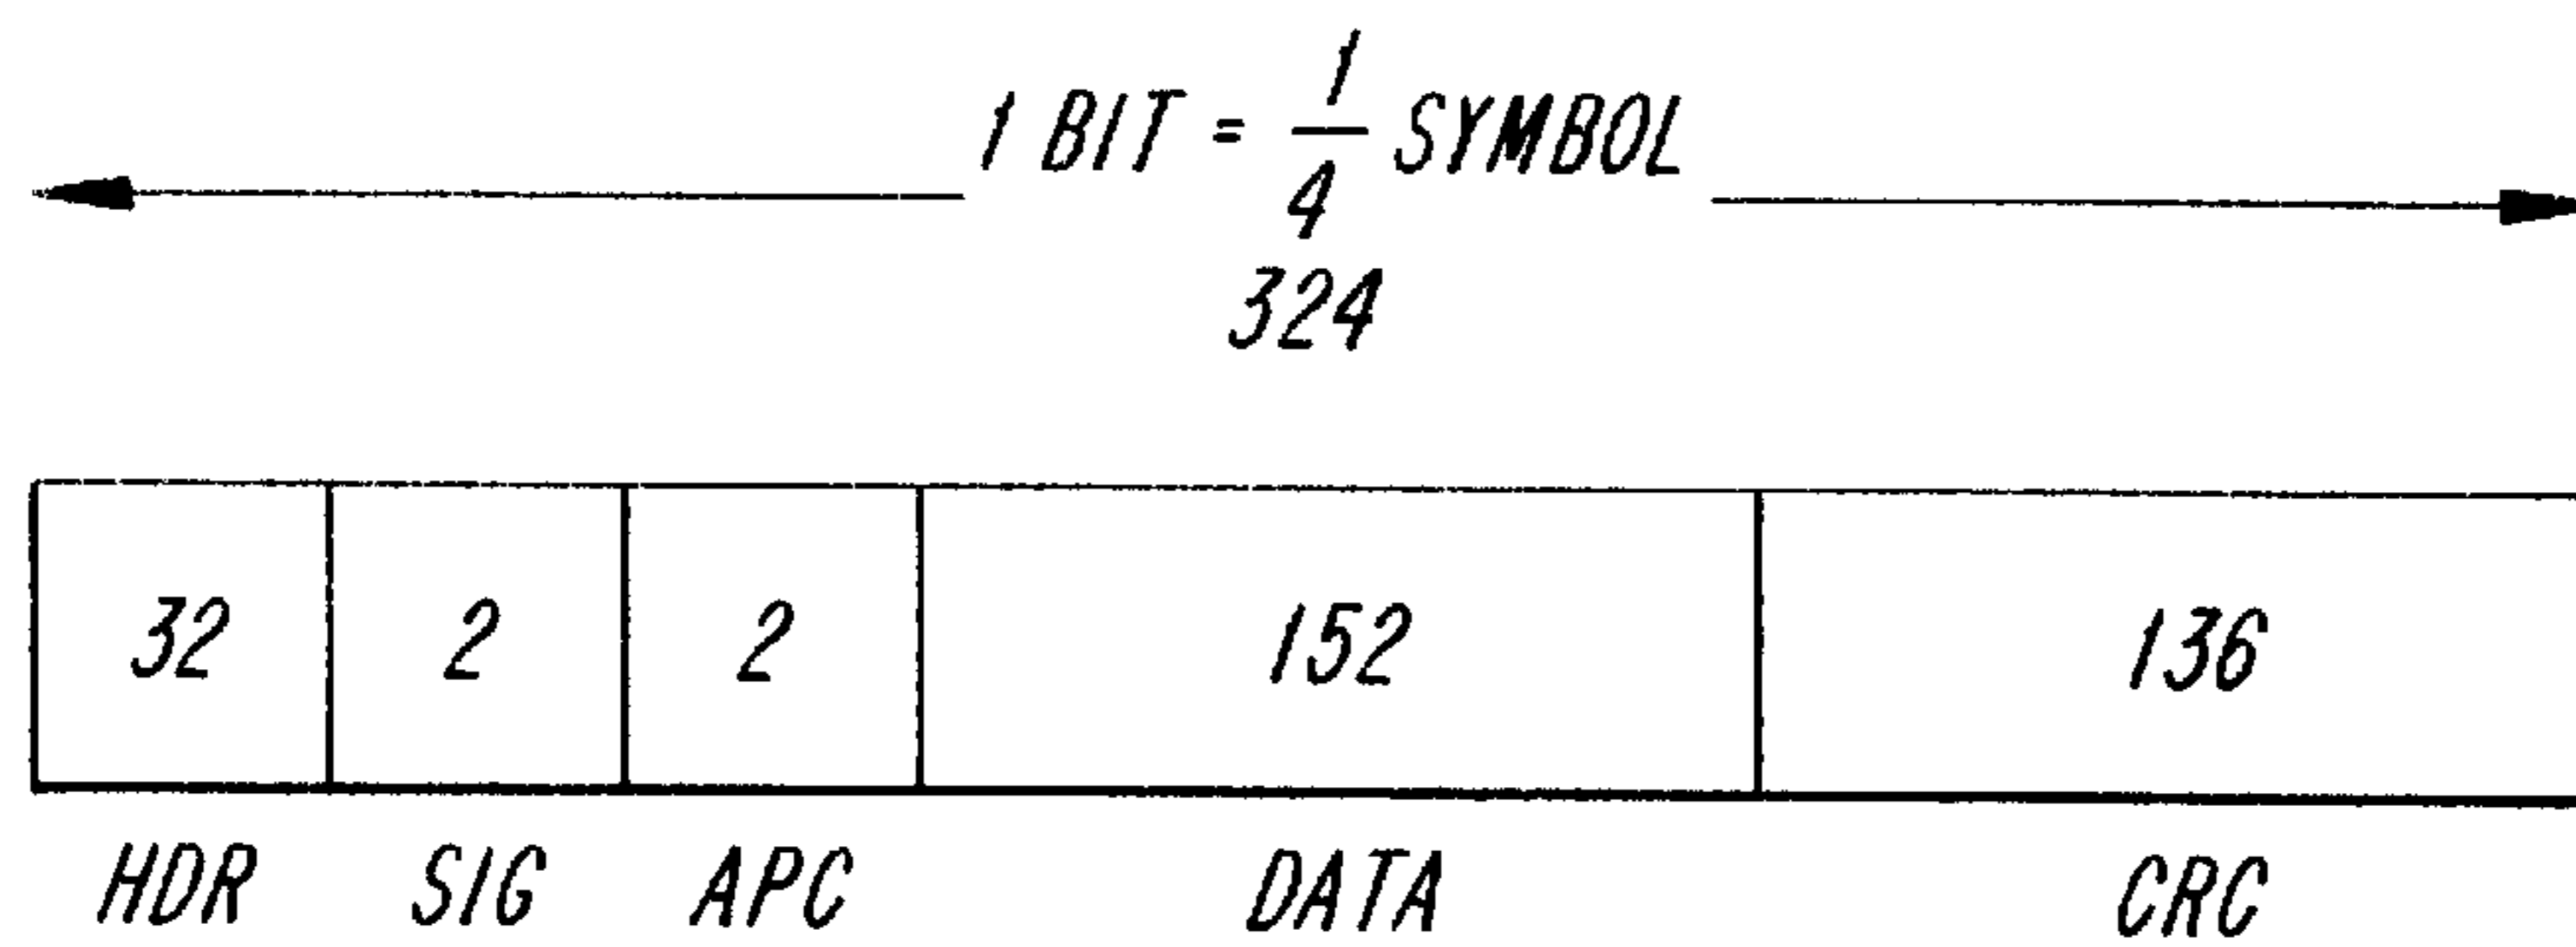 1 BIT = 1/4 SYMBOL
324
32 2 2 152 136
HDR SIG APC DATA CRC